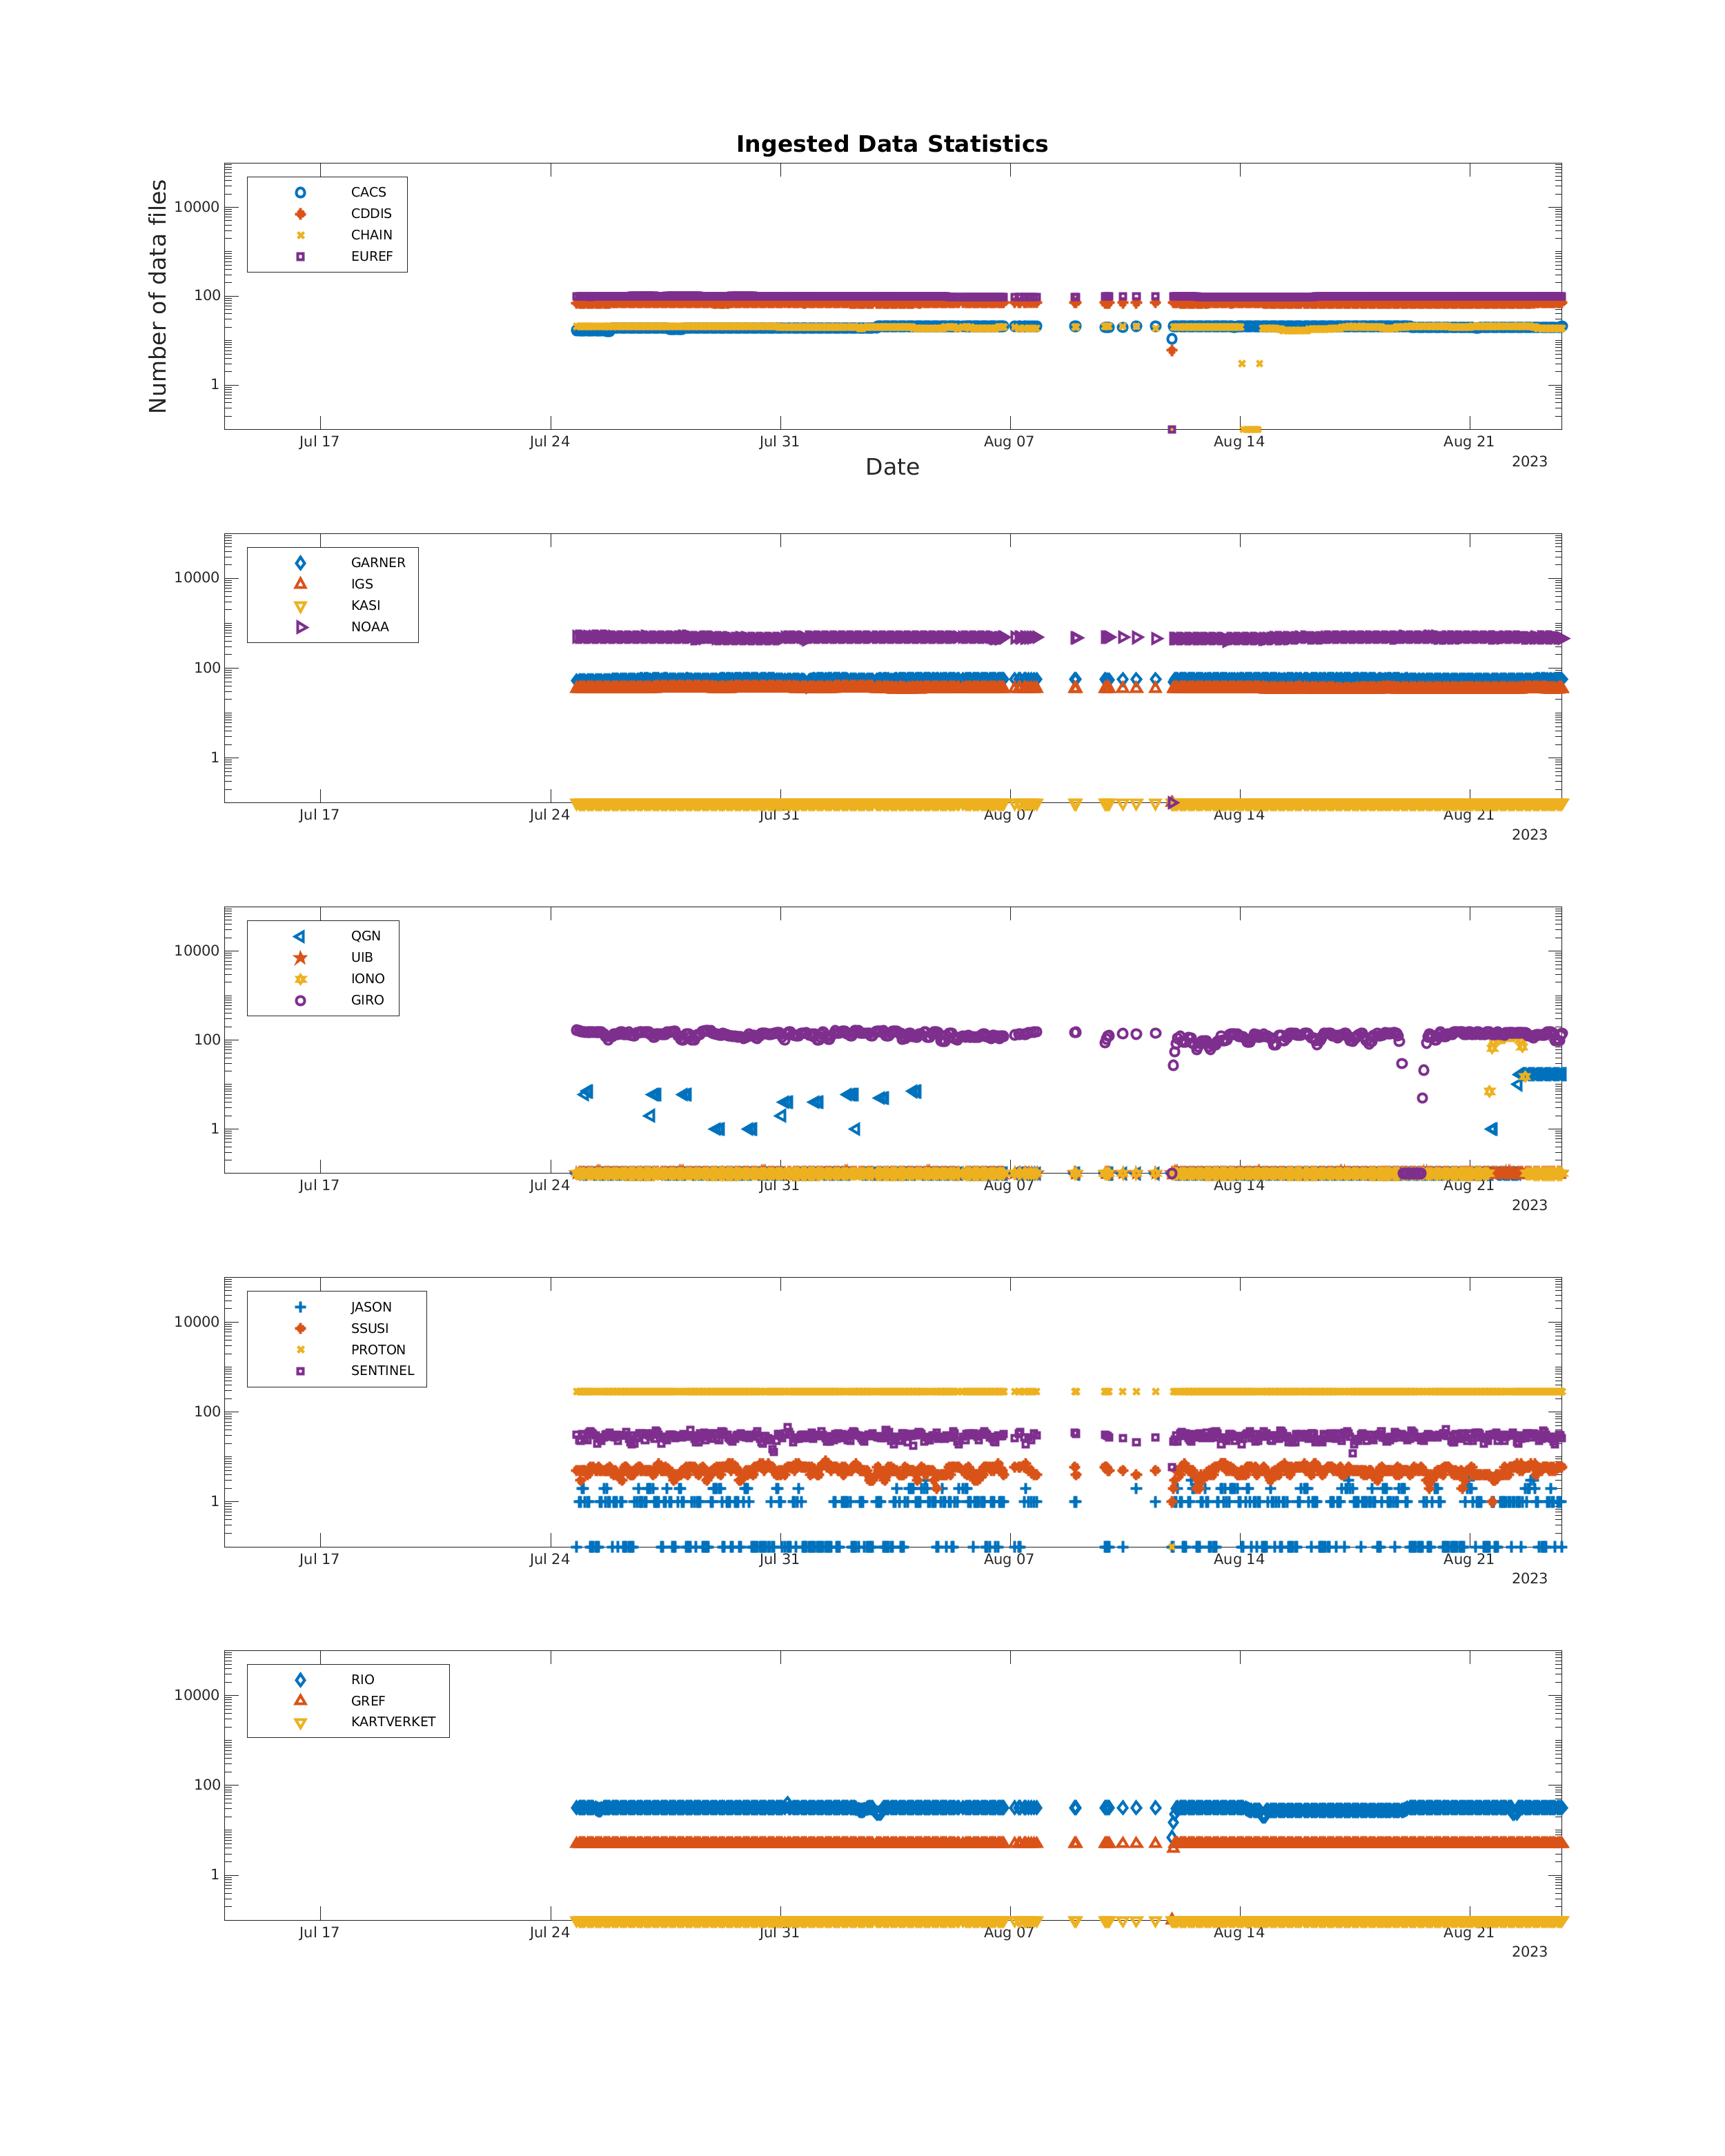 Ingested Data Statistics
Number of data files
10000
100
1
CACS
CDDIS
CHAIN
EUREF
Jul 17 Jul 24 Jul 31 Aug 07 Aug 14 Aug 21
2023
Date
10000
100
1
GARNER
IGS
KASI
NOAA
Jul 17 Jul 24 Jul 31 Aug 07 Aug 14 Aug 21
2023
10000
100
1
QGN
UIB
IONO
GIRO
Jul 17 Jul 24 Jul 31 Aug 07 Aug 14 Aug 21
2023
10000
100
1
JASON
SSUSI
PROTON
SENTINEL
Jul 17 Jul 24 Jul 31 Aug 07 Aug 14 Aug 21
2023
10000
100
1
RIO
GREF
KARTVERKET
Jul 17 Jul 24 Jul 31 Aug 07 Aug 14 Aug 21
2023